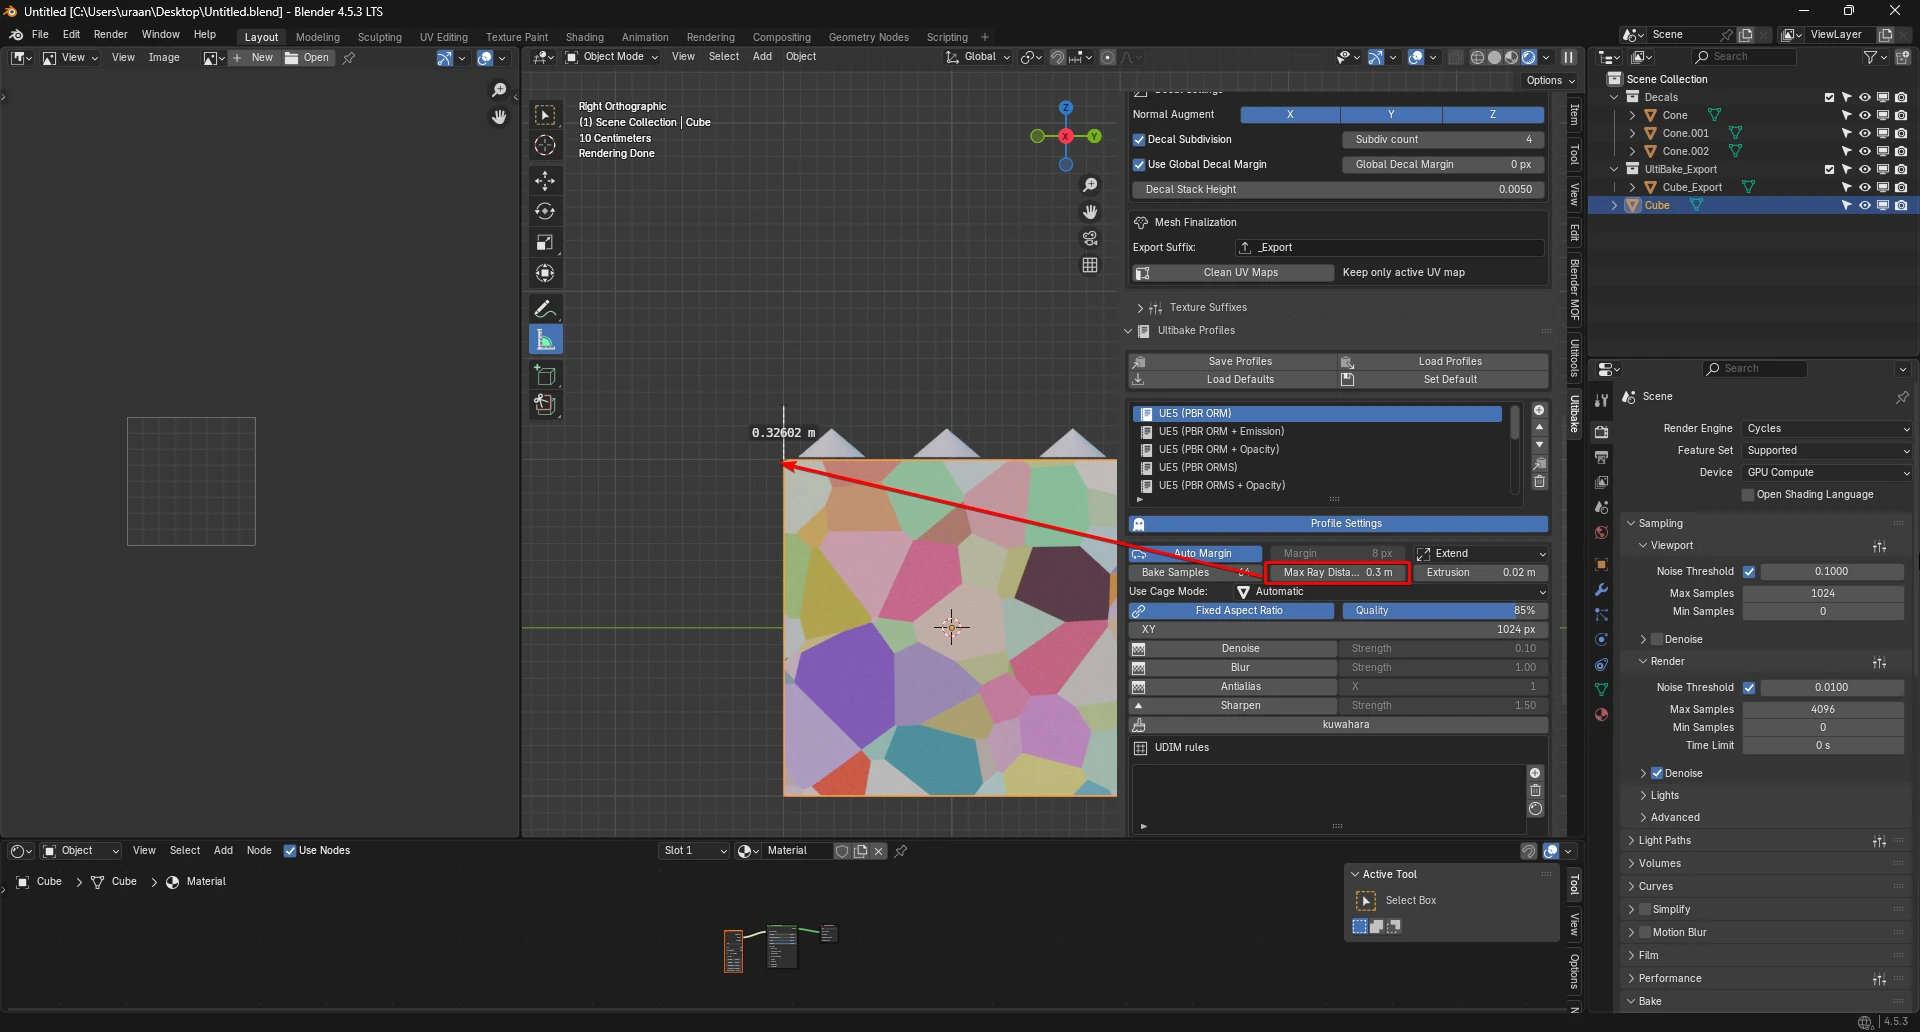 Untitled [C:\Users\uraan\Desktop\Untitled.blend] - Blender 4.5.3 LTS
File Edit Render Window Help Layout Modeling Sculpting UV Editing Texture Paint Shading Animation Rendering Compositing Geometry Nodes Scripting + Scene ViewLayer
View View Image New Open
Object Mode View Select Add Object Global
Search
Options
Right Orthographic
(1) Scene Collection | Cube
10 Centimeters
Rendering Done
Z
X Y
0.32602 m
Normal Augment X Y Z
Decal Subdivision Subdiv count 4
Use Global Decal Margin Global Decal Margin 0 px
Decal Stack Height 0.0050
Mesh Finalization
Export Suffix: _Export
Clean UV Maps Keep only active UV map
Texture Suffixes
Ultibake Profiles
Save Profiles Load Profiles
Load Defaults Set Default
UE5 (PBR ORM)
UE5 (PBR ORM + Emission)
UE5 (PBR ORM + Opacity)
UE5 (PBR ORMS)
UE5 (PBR ORMS + Opacity)
Profile Settings
Auto Margin Margin 8 px Extend
Bake Samples 64 Max Ray Dista... 0.3 m Extrusion 0.02 m
Use Cage Mode: Automatic
Fixed Aspect Ratio Quality 85%
XY 1024 px
Denoise Strength 0.10
Blur Strength 1.00
Antialias X 1
Sharpen Strength 1.50
kuwahara
UDIM rules
Item
Tool
View
Edit
Blender MOF
Ultitools
Ultibake
Scene Collection
Decals
Cone
Cone.001
Cone.002
UltiBake_Export
Cube_Export
Cube
Search
Scene
Render Engine Cycles
Feature Set Supported
Device GPU Compute
Open Shading Language
Sampling
Viewport
Noise Threshold 0.1000
Max Samples 1024
Min Samples 0
Denoise
Render
Noise Threshold 0.0100
Max Samples 4096
Min Samples 0
Time Limit 0 s
Denoise
Lights
Advanced
Light Paths
Volumes
Curves
Simplify
Motion Blur
Film
Performance
Bake
Object View Select Add Node Use Nodes Slot 1 Material
Cube > Cube > Material
Active Tool
Select Box
Tool
View
Options
4.5.3